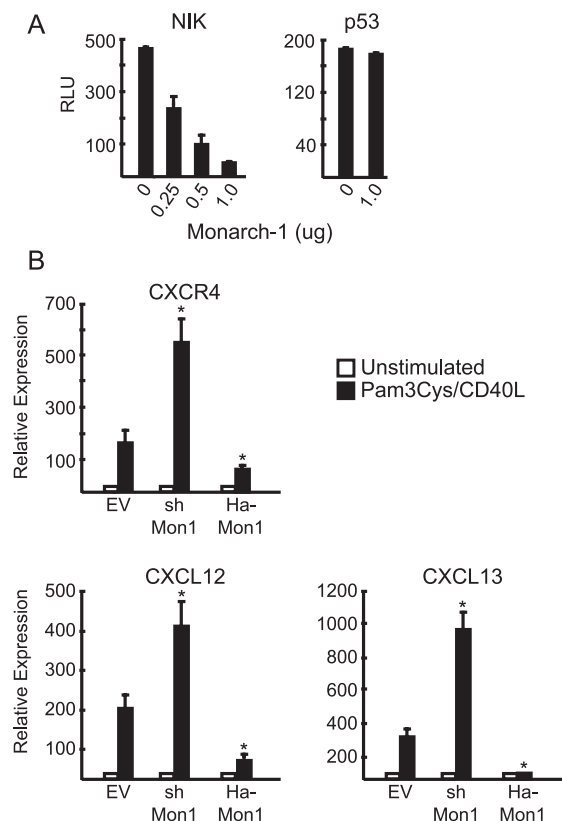 A
NIK
p53
RLU
500
300
100
200
120
40
0
0.25
0.5
1.0
0
1.0
Monarch-1 (ug)
B
CXCR4
Relative Expression
700
500
300
100
EV
sh
Mon1
Ha-
Mon1
Unstimulated
Pam3Cys/CD40L
*
*
CXCL12
Relative Expression
500
400
300
200
100
EV
sh
Mon1
Ha-
Mon1
*
*
CXCL13
Relative Expression
1200
1000
800
600
400
200
EV
sh
Mon1
Ha-
Mon1
*
*